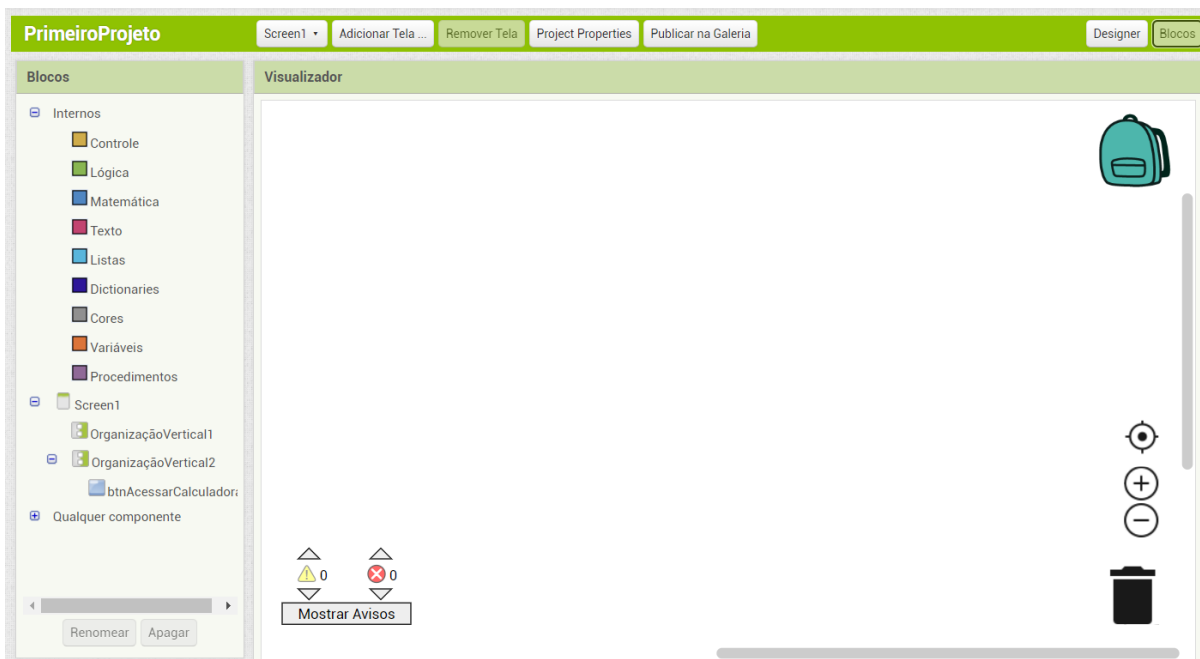 PrimeiroProjeto
Screen1
Adicionar Tela ...
Remover Tela
Project Properties
Publicar na Galeria
Designer
Blocos
Blocos
Visualizador
Internos
Controle
Lógica
Matemática
Texto
Listas
Dictionaries
Cores
Variáveis
Procedimentos
Screen1
OrganizaçãoVertical1
OrganizaçãoVertical2
btnAcessarCalculadora
Qualquer componente
Renomear
Apagar
0
0
Mostrar Avisos